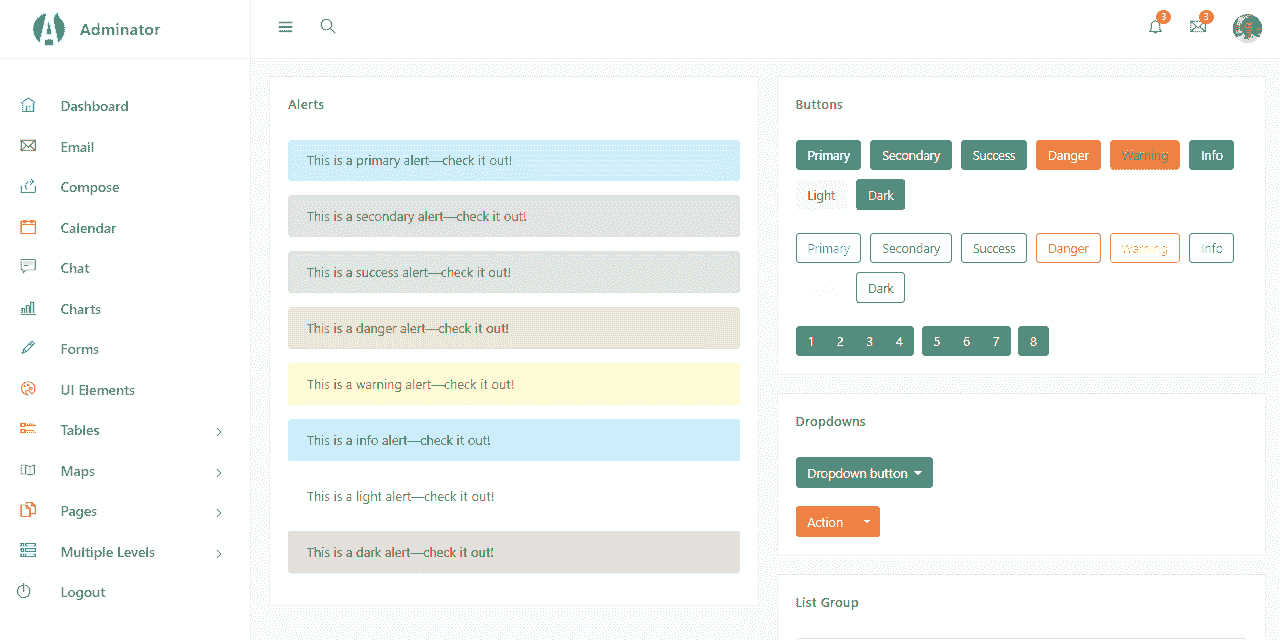 Adminator
3
3
Dashboard
Email
Compose
Calendar
Chat
Charts
Forms
UI Elements
Tables
Maps
Pages
Multiple Levels
Logout
Alerts
This is a primary alert—check it out!
This is a secondary alert—check it out!
This is a success alert—check it out!
This is a danger alert—check it out!
This is a warning alert—check it out!
This is a info alert—check it out!
This is a light alert—check it out!
This is a dark alert—check it out!
Buttons
Primary Secondary Success Danger Warning Info
Light Dark
Primary Secondary Success Danger Warning Info
Dark
1 2 3 4 5 6 7 8
Dropdowns
Dropdown button
Action
List Group